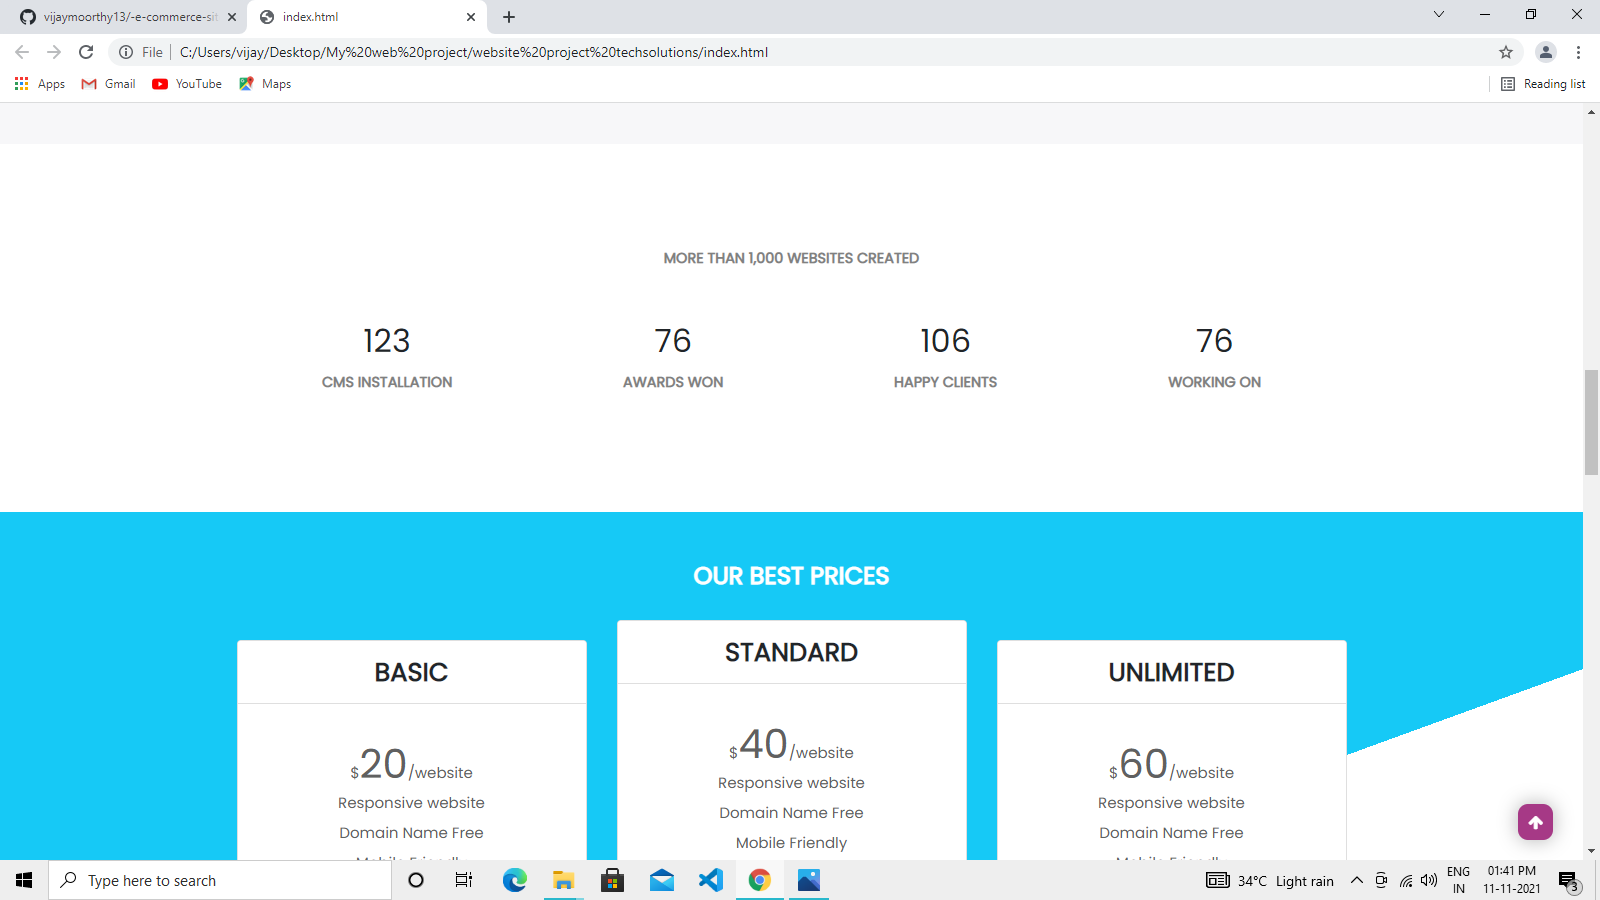 vijaymoorthy13/-e-commerce-sit
index.html
File
C:/Users/vijay/Desktop/My%20web%20project/website%20project%20techsolutions/index.html
Apps
Gmail
YouTube
Maps
Reading list
MORE THAN 1,000 WEBSITES CREATED
123
76
106
76
CMS INSTALLATION
AWARDS WON
HAPPY CLIENTS
WORKING ON
OUR BEST PRICES
BASIC
$20/website
Responsive website
Domain Name Free
Mobile Friendly
STANDARD
$40/website
Responsive website
Domain Name Free
Mobile Friendly
UNLIMITED
$60/website
Responsive website
Domain Name Free
Mobile Friendly
Type here to search
34°C Light rain
ENG
IN
01:41 PM
11-11-2021
3